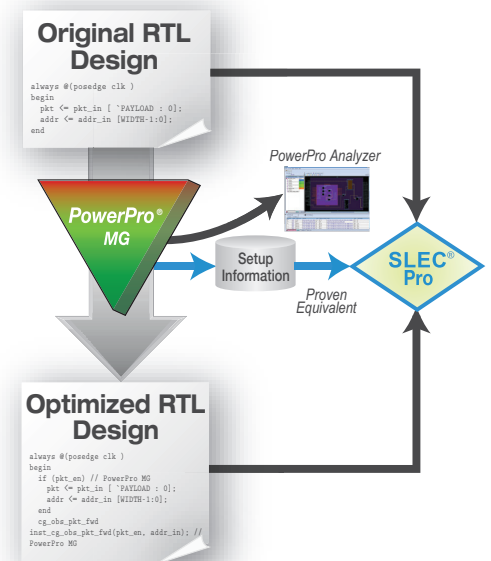 Original RTL
Design
always @(posedge clk )
begin
pkt <= pkt_in [ `PAYLOAD : 0];
addr <= addr_in [WIDTH-1:0];
end
PowerPro Analyzer
PowerPro®
MG
Setup
Information
Proven
Equivalent
SLEC®
Pro
Optimized RTL
Design
always @(posedge clk )
begin
if (pkt_en) // PowerPro MG
pkt <= pkt_in [ `PAYLOAD : 0];
addr <= addr_in [WIDTH-1:0];
end
cg_obs_pkt_fwd
inst_cg_obs_pkt_fwd(pkt_en, addr_in); //
PowerPro MG